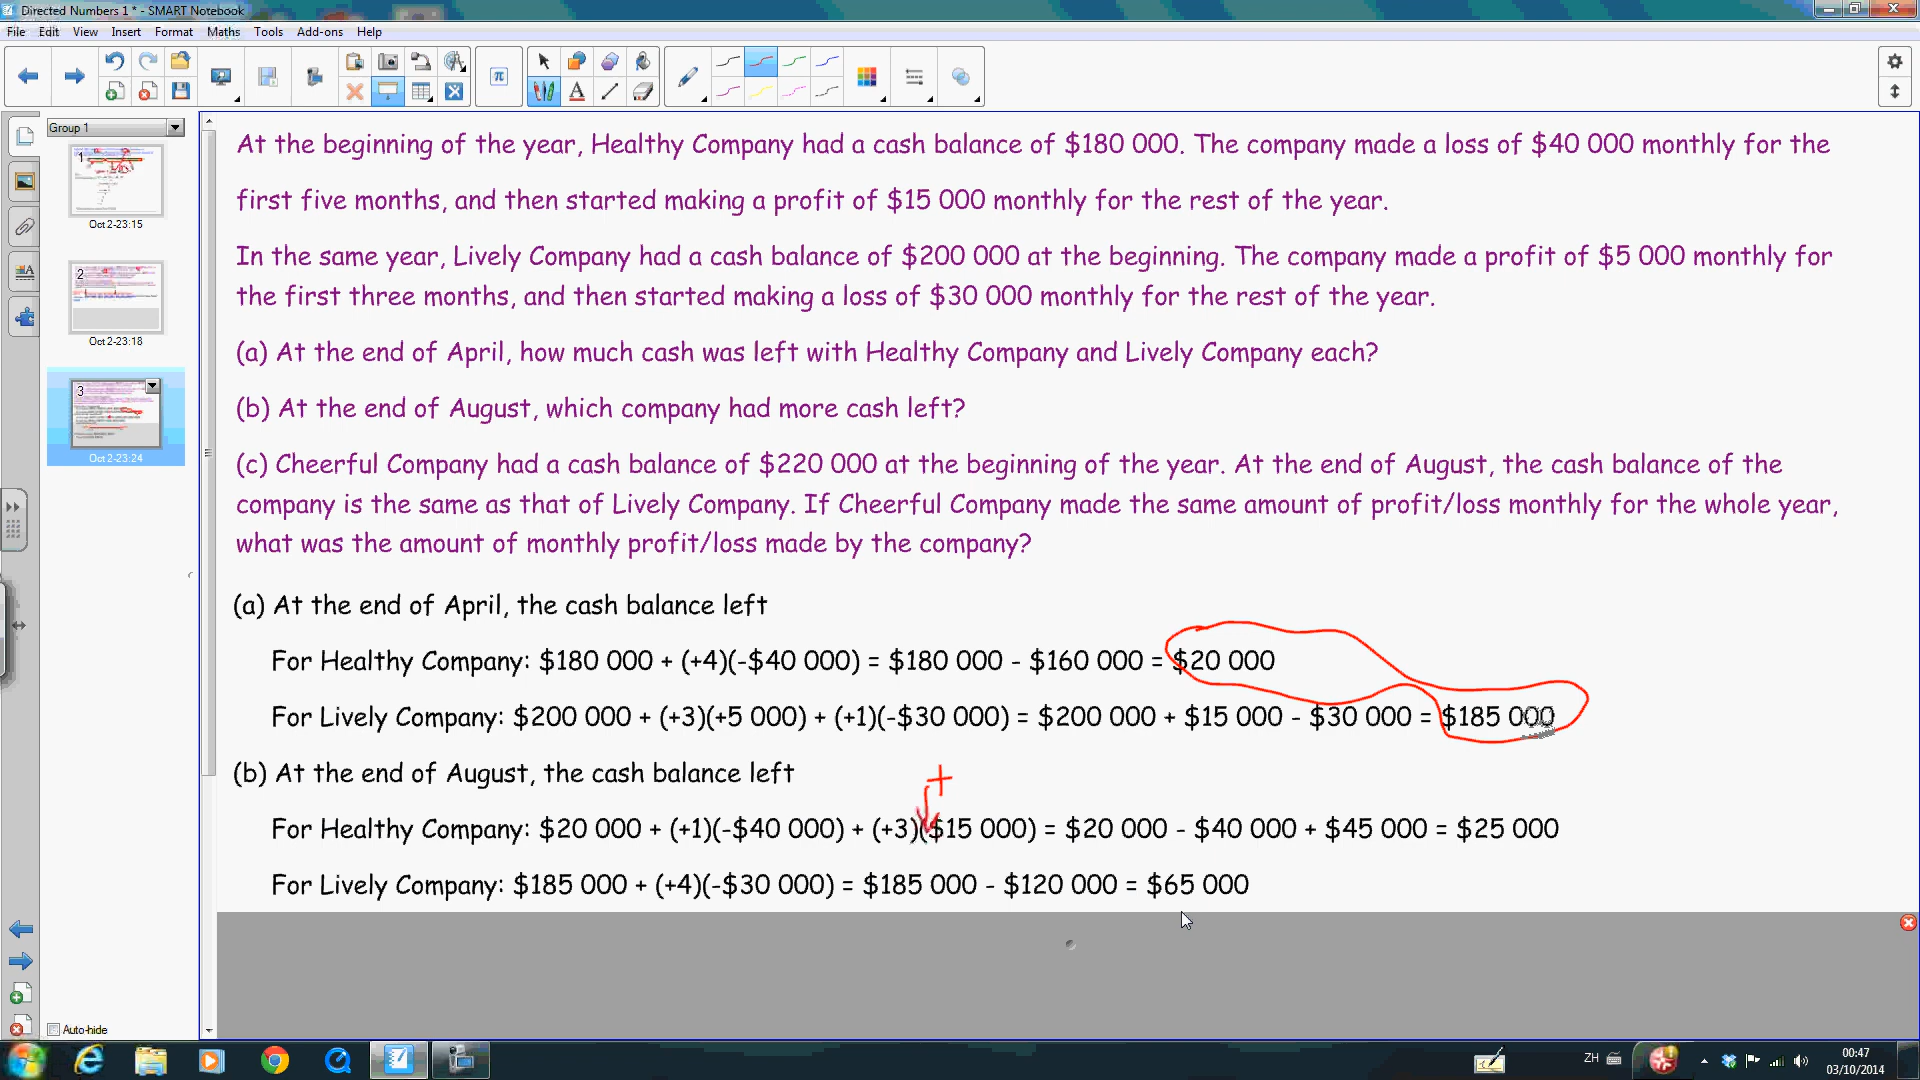 Directed Numbers 1 * - SMART Notebook
File Edit View Insert Format Maths Tools Add-ons Help
Group 1
1
Oct 2-23:15
2
Oct 2-23:18
3
Oct 2-23:24
At the beginning of the year, Healthy Company had a cash balance of $180 000. The company made a loss of $40 000 monthly for the
first five months, and then started making a profit of $15 000 monthly for the rest of the year.
In the same year, Lively Company had a cash balance of $200 000 at the beginning. The company made a profit of $5 000 monthly for
the first three months, and then started making a loss of $30 000 monthly for the rest of the year.
(a) At the end of April, how much cash was left with Healthy Company and Lively Company each?
(b) At the end of August, which company had more cash left?
(c) Cheerful Company had a cash balance of $220 000 at the beginning of the year. At the end of August, the cash balance of the
company is the same as that of Lively Company. If Cheerful Company made the same amount of profit/loss monthly for the whole year,
what was the amount of monthly profit/loss made by the company?
(a) At the end of April, the cash balance left
For Healthy Company: $180 000 + (+4)(-$40 000) = $180 000 - $160 000 = $20 000
For Lively Company: $200 000 + (+3)(+5 000) + (+1)(-$30 000) = $200 000 + $15 000 - $30 000 = $185 000
(b) At the end of August, the cash balance left
+
For Healthy Company: $20 000 + (+1)(-$40 000) + (+3)($15 000) = $20 000 - $40 000 + $45 000 = $25 000
For Lively Company: $185 000 + (+4)(-$30 000) = $185 000 - $120 000 = $65 000
Auto-hide
ZH
00:47
03/10/2014